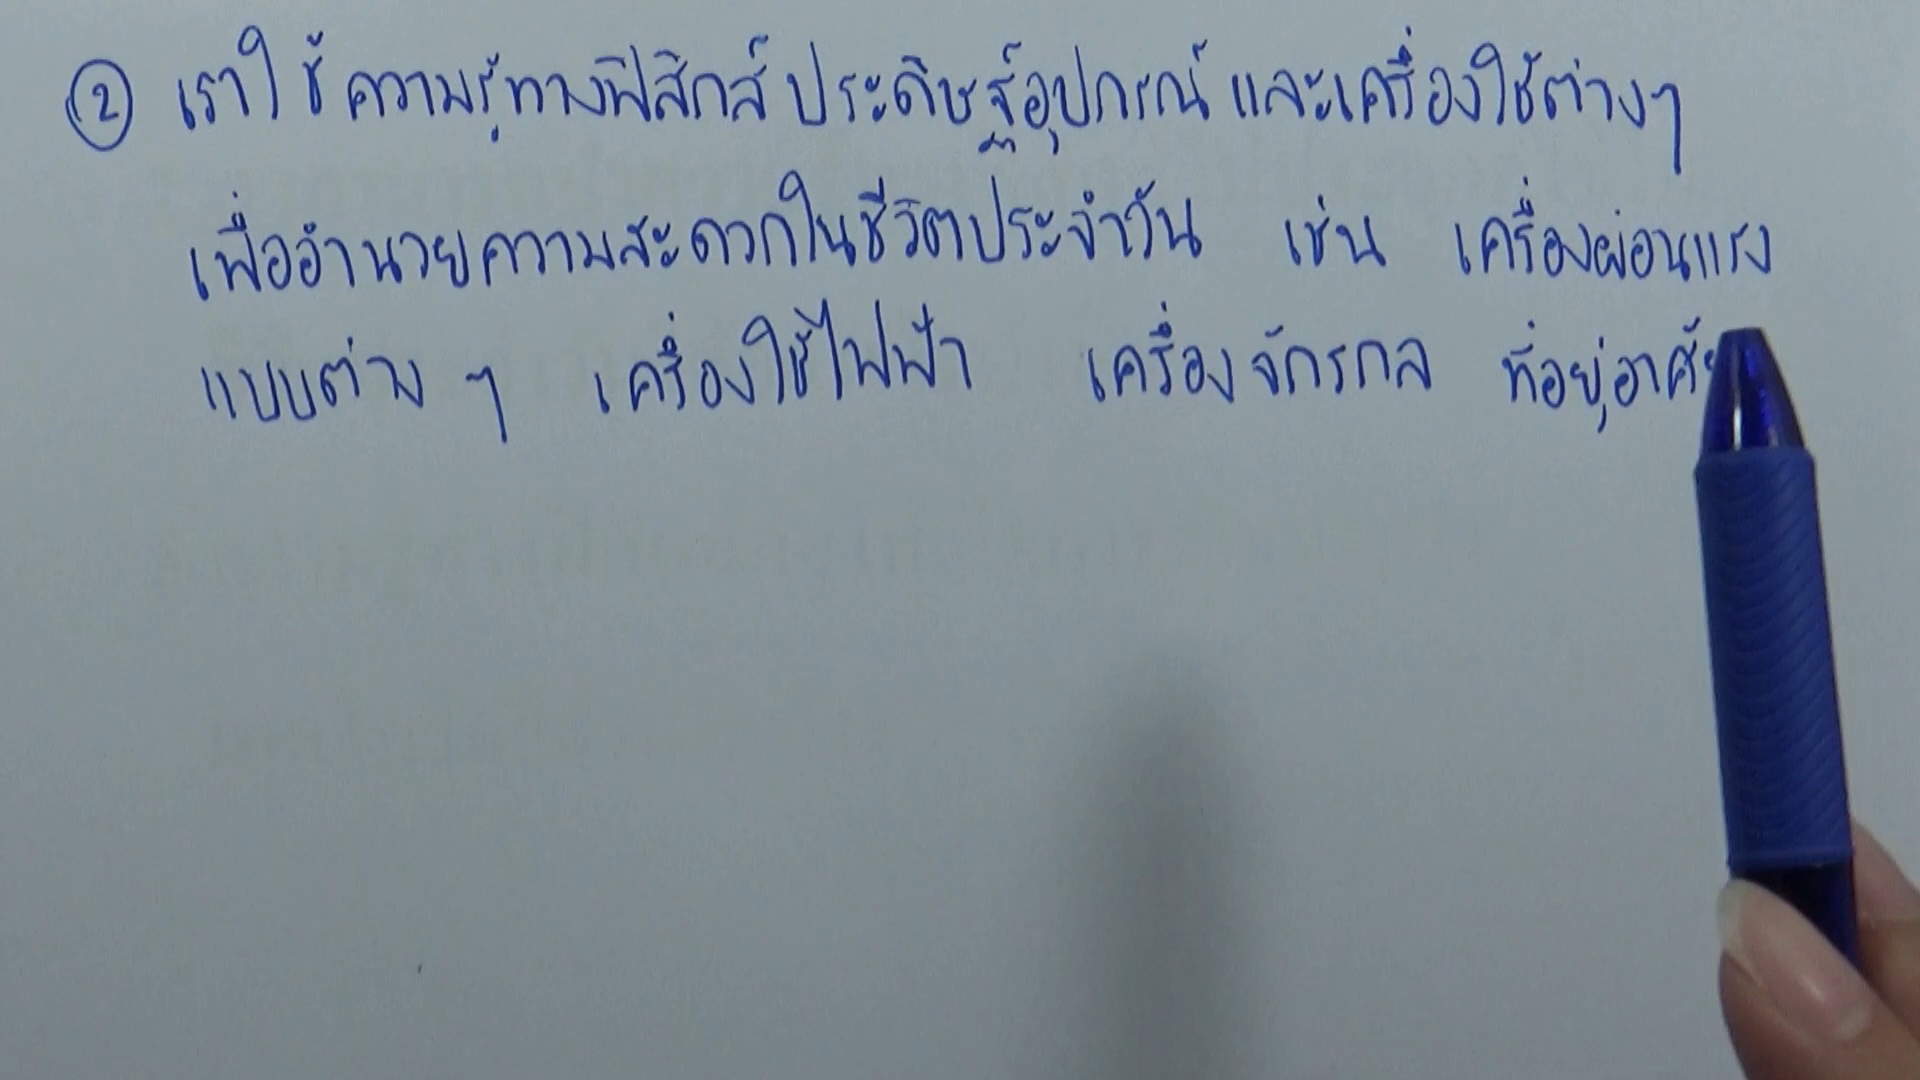 ② เราใช้ความรู้ทางฟิสิกส์ประดิษฐ์อุปกรณ์ และเครื่องใช้ต่างๆ
เพื่ออำนวยความสะดวกในชีวิตประจำวัน เช่น เครื่องผ่อนแรง
แบบต่าง ๆ เครื่องใช้ไฟฟ้า เครื่องจักรกล ที่อยู่อาศัย